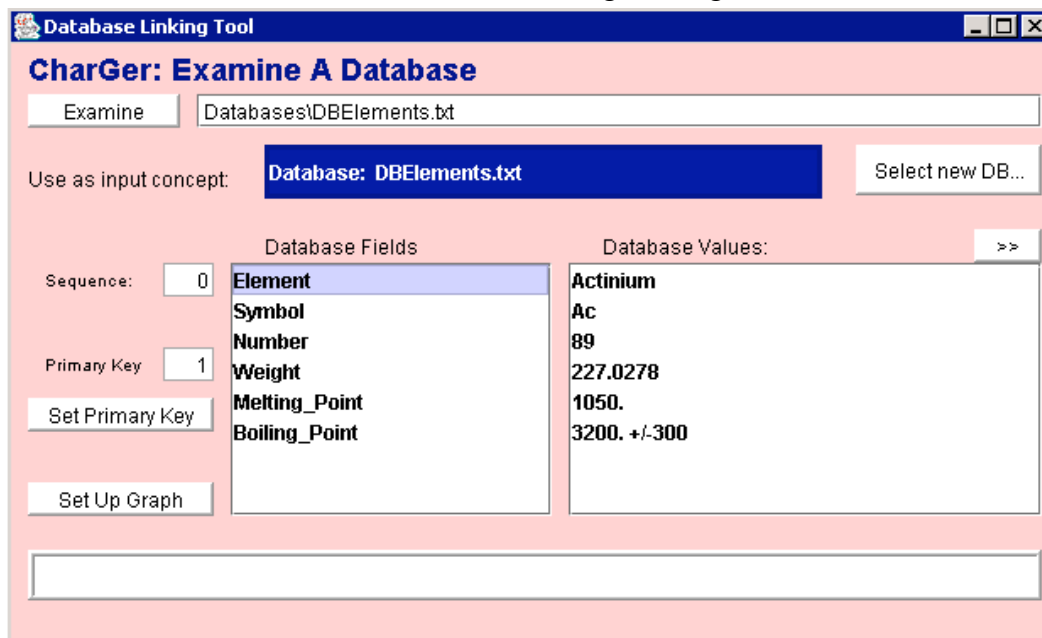 Database Linking Tool
CharGer: Examine A Database
Examine Databases\DBElements.txt
Use as input concept: Database: DBElements.txt Select new DB...
Database Fields Database Values: >>
Sequence: 0 Element Actinium
Symbol Ac
Number 89
Primary Key 1 Weight 227.0278
Melting_Point 1050.
Set Primary Key Boiling_Point 3200. +/-300
Set Up Graph